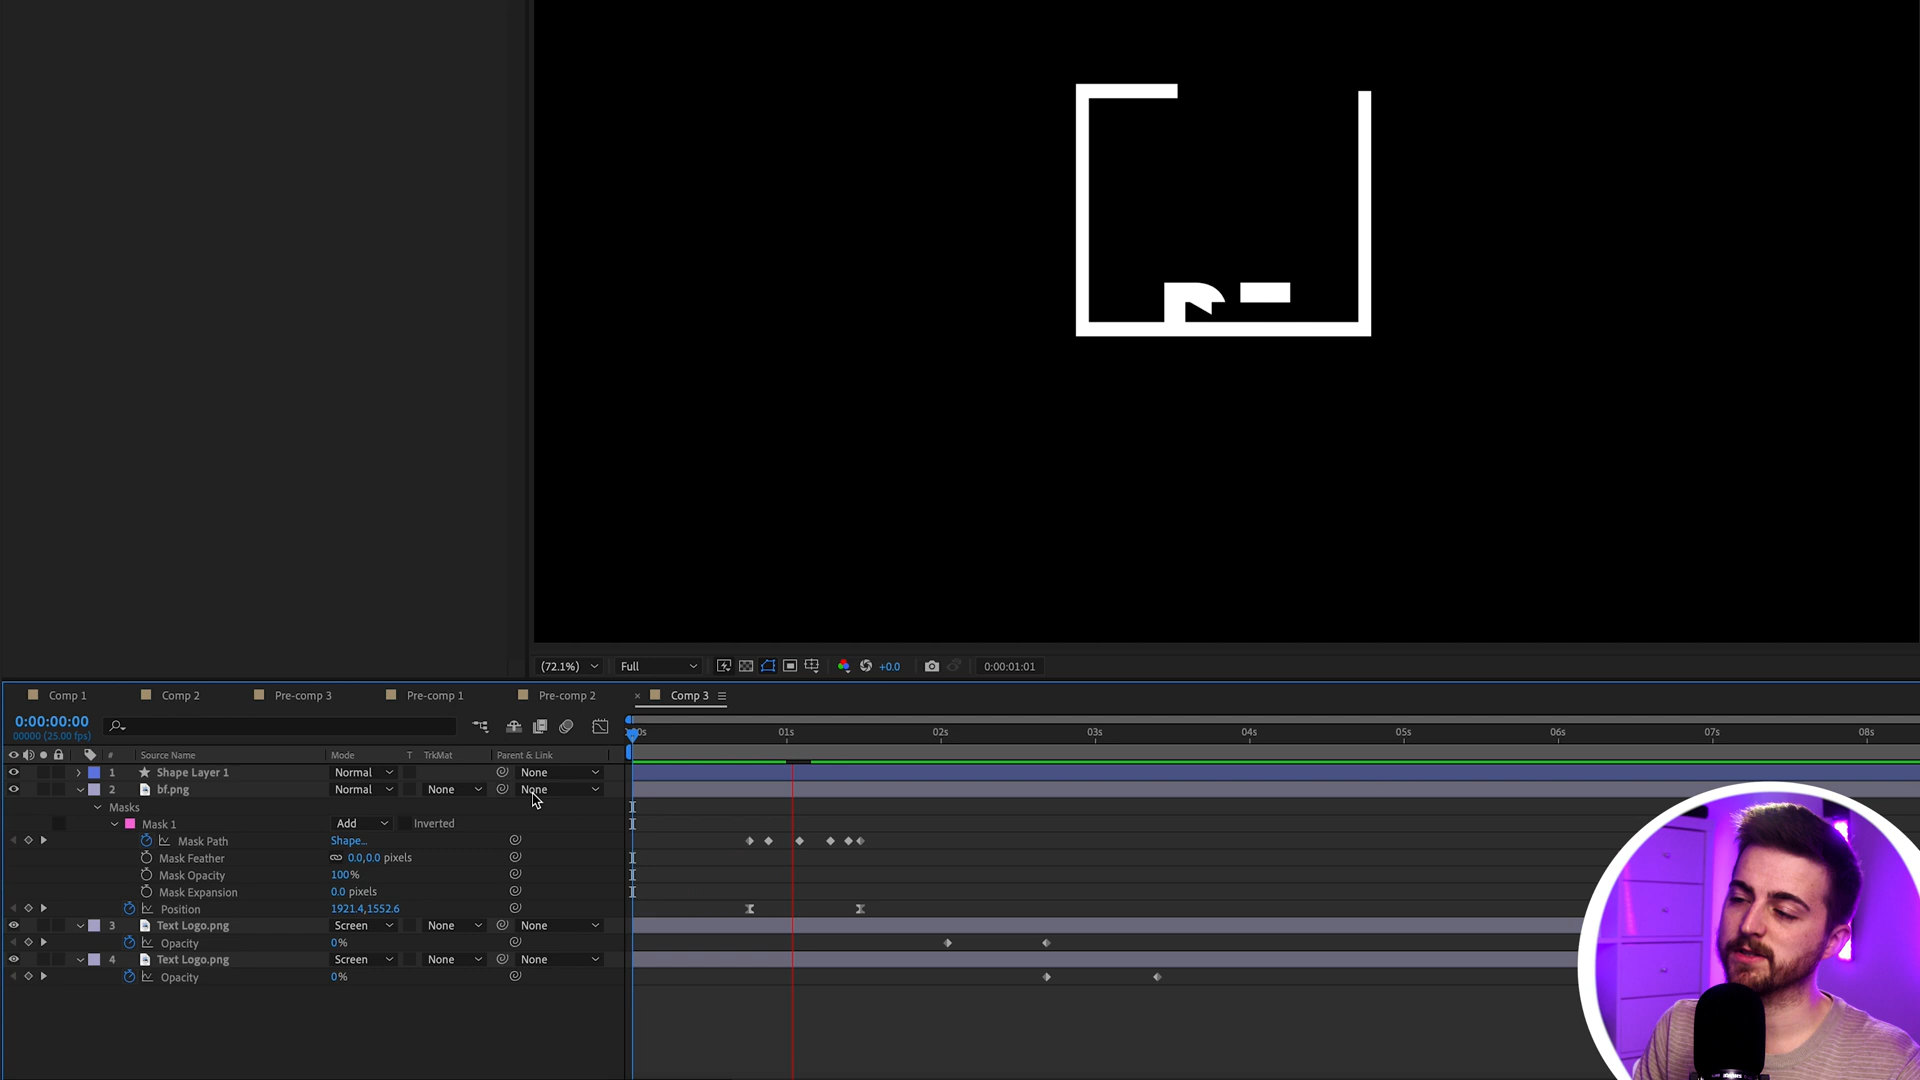 (72.1%) Full +0.0 0:00:01:01
Comp 1 Comp 2 Pre-comp 3 Pre-comp 1 Pre-comp 2 × Comp 3
0:00:00:00
00000 (25.00 fps)
01s 02s 03s 04s 05s 06s 07s 08s
# Source Name Mode T TrkMat Parent & Link
1 Shape Layer 1 Normal None
2 bf.png Normal None None
Masks
Mask 1 Add Inverted
Mask Path Shape...
Mask Feather 0.0,0.0 pixels
Mask Opacity 100%
Mask Expansion 0.0 pixels
Position 1921.4,1552.6
3 Text Logo.png Screen None None
Opacity 0%
4 Text Logo.png Screen None None
Opacity 0%